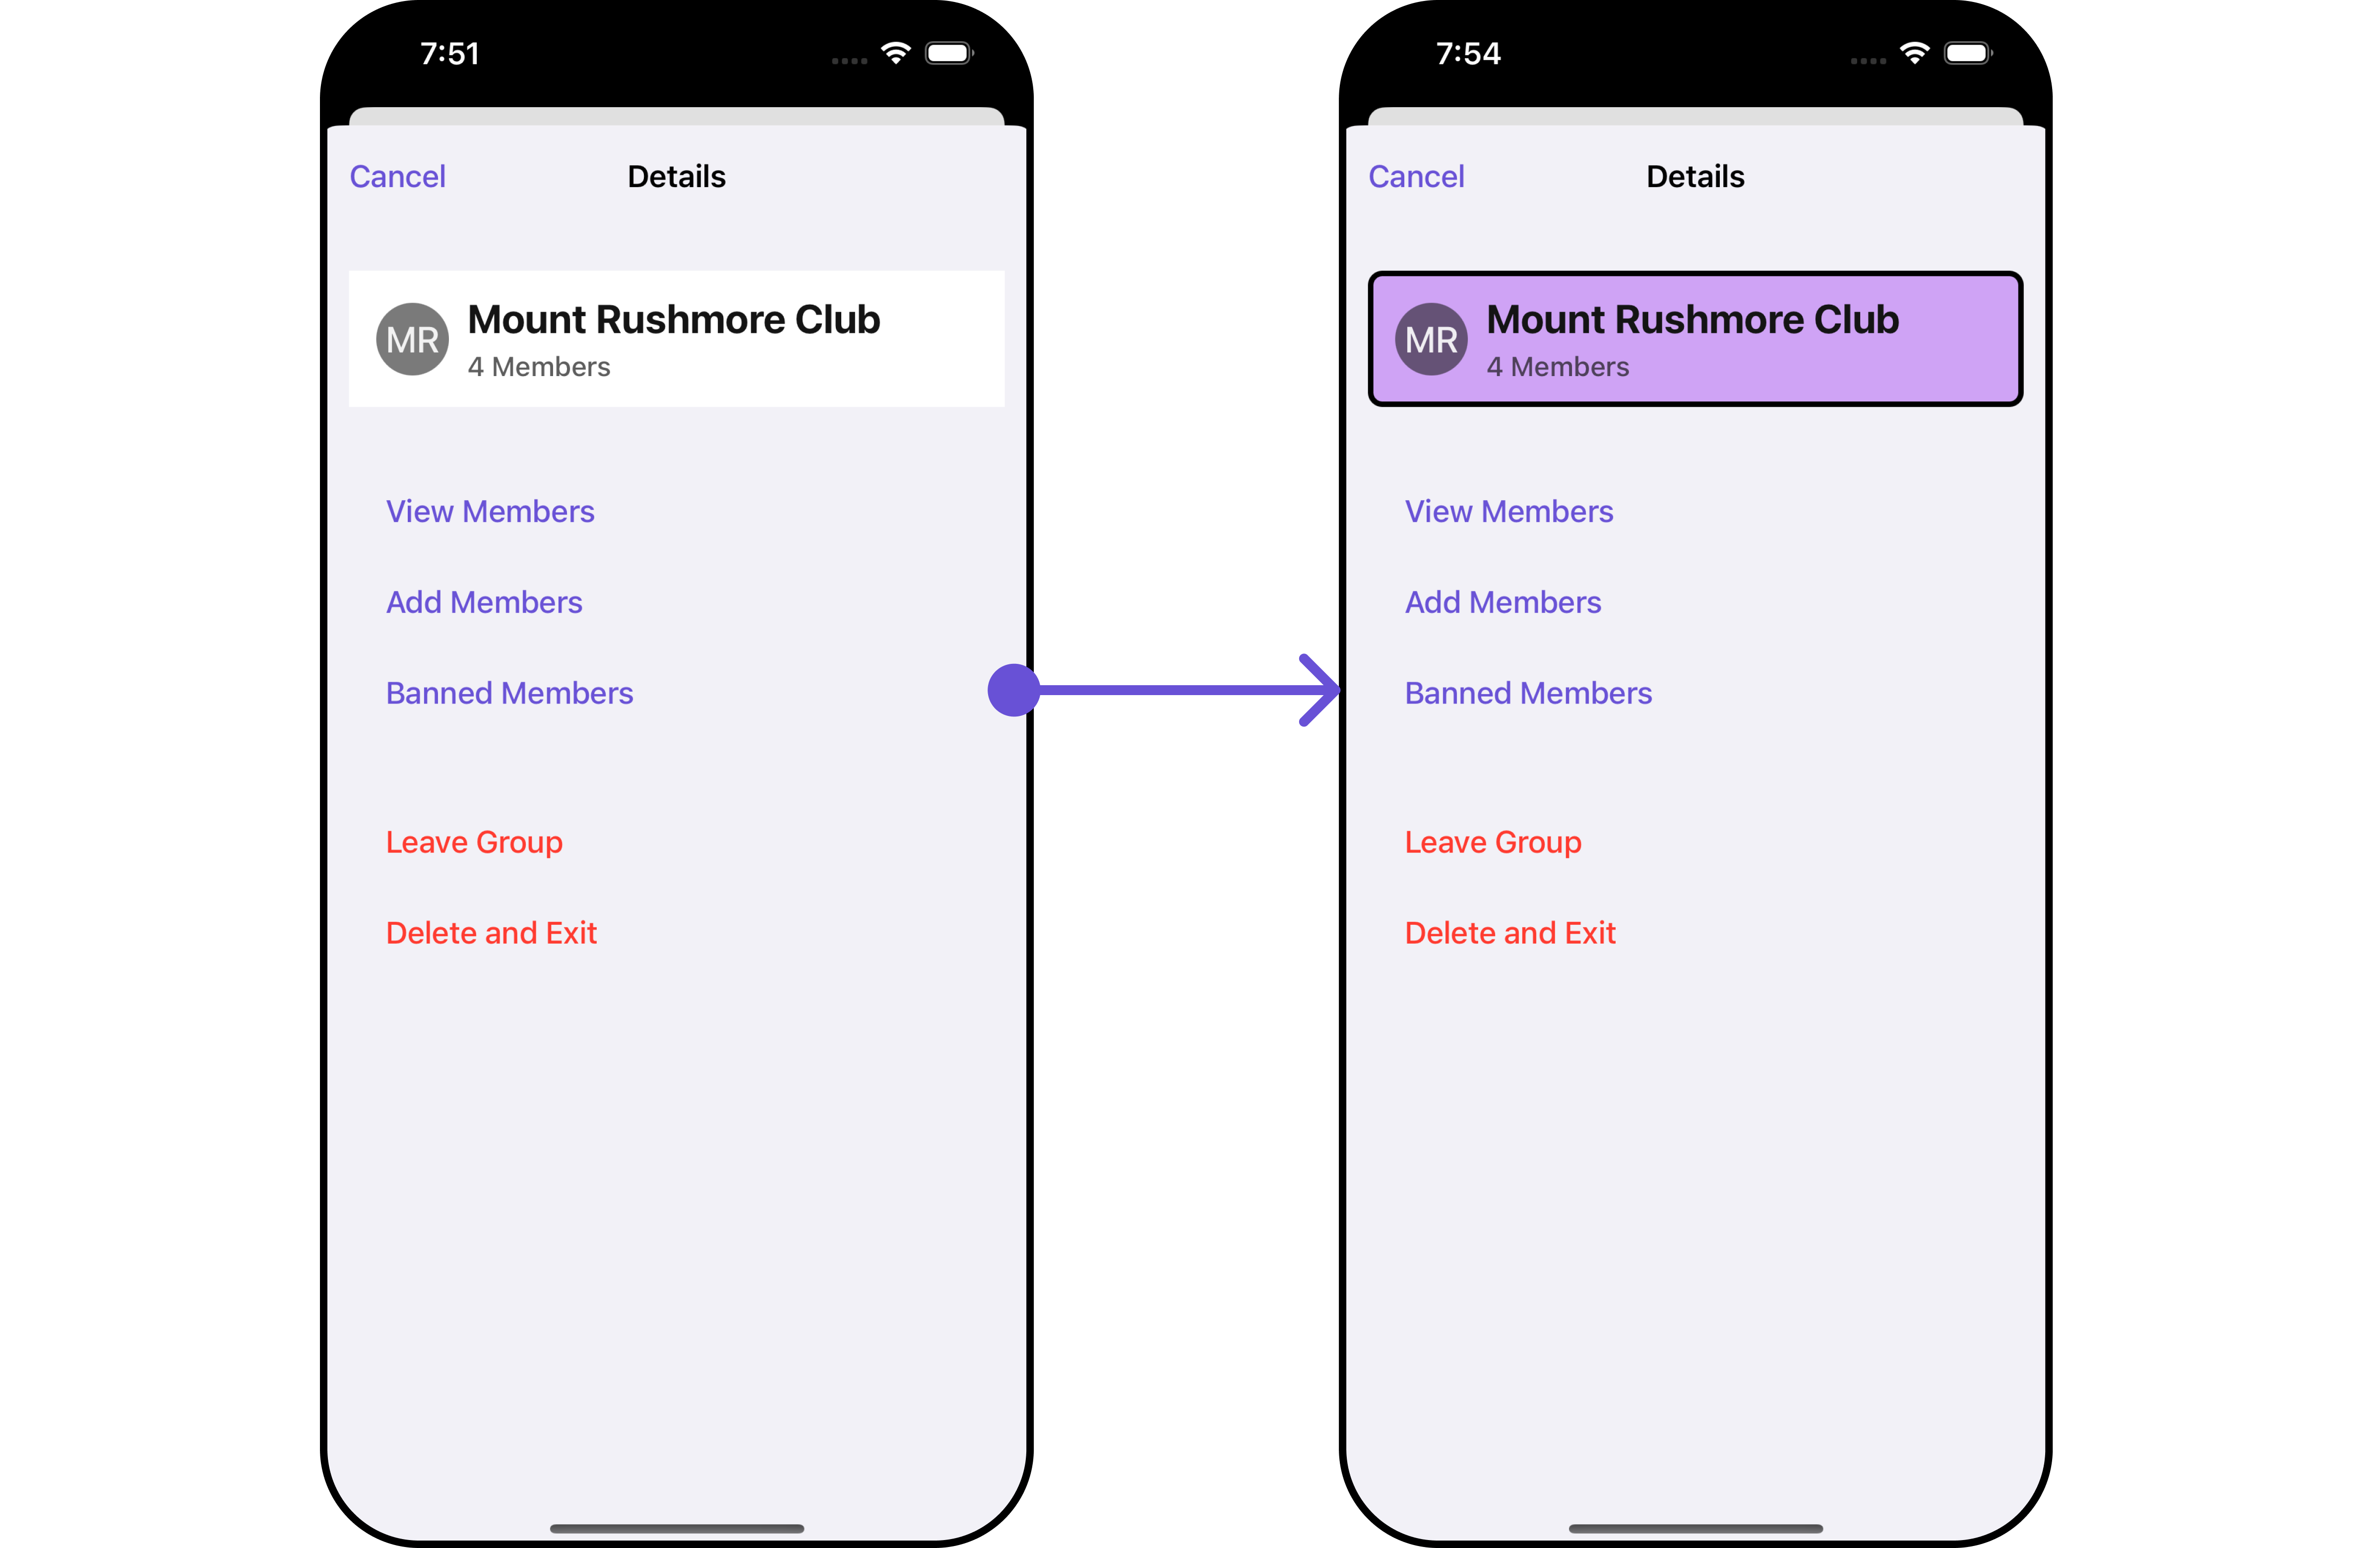 7:51
Cancel
Details
MR
Mount Rushmore Club
4 Members
View Members
Add Members
Banned Members
Leave Group
Delete and Exit
7:54
Cancel
Details
MR
Mount Rushmore Club
4 Members
View Members
Add Members
Banned Members
Leave Group
Delete and Exit